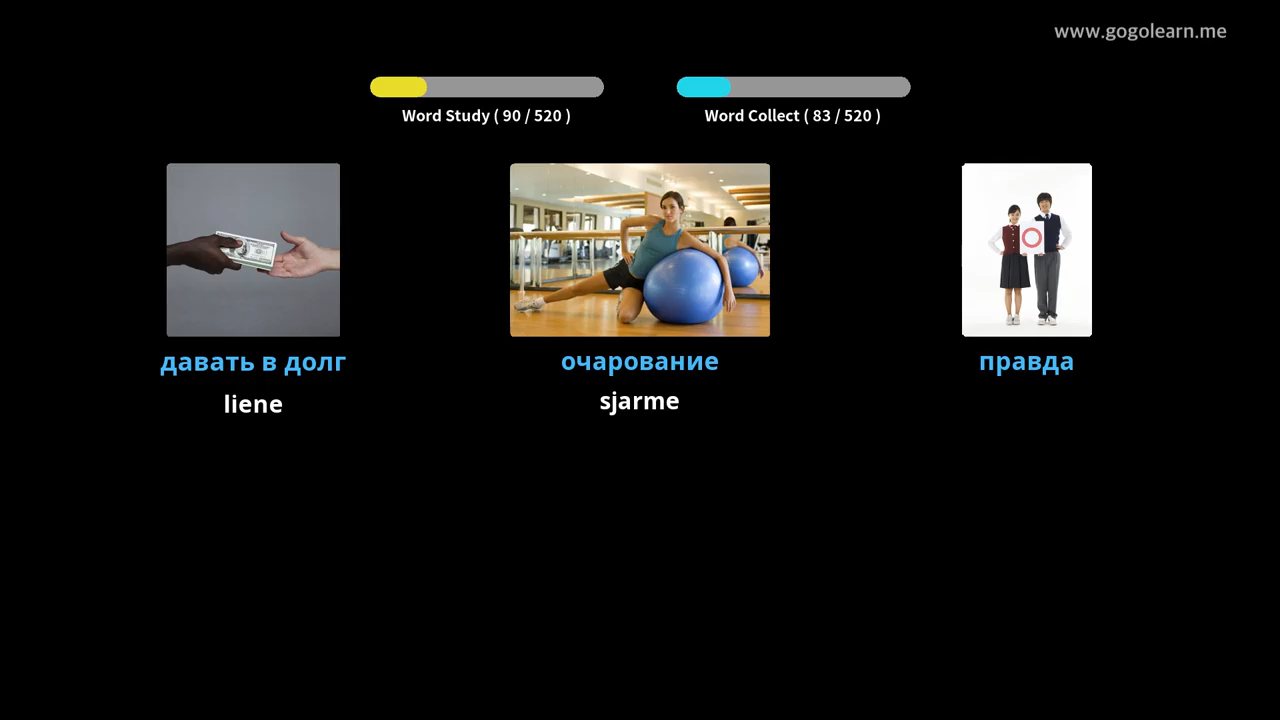 www.gogolearn.me
Word Study ( 90 / 520 )
Word Collect ( 83 / 520 )
давать в долг
очарование
правда
liene
sjarme